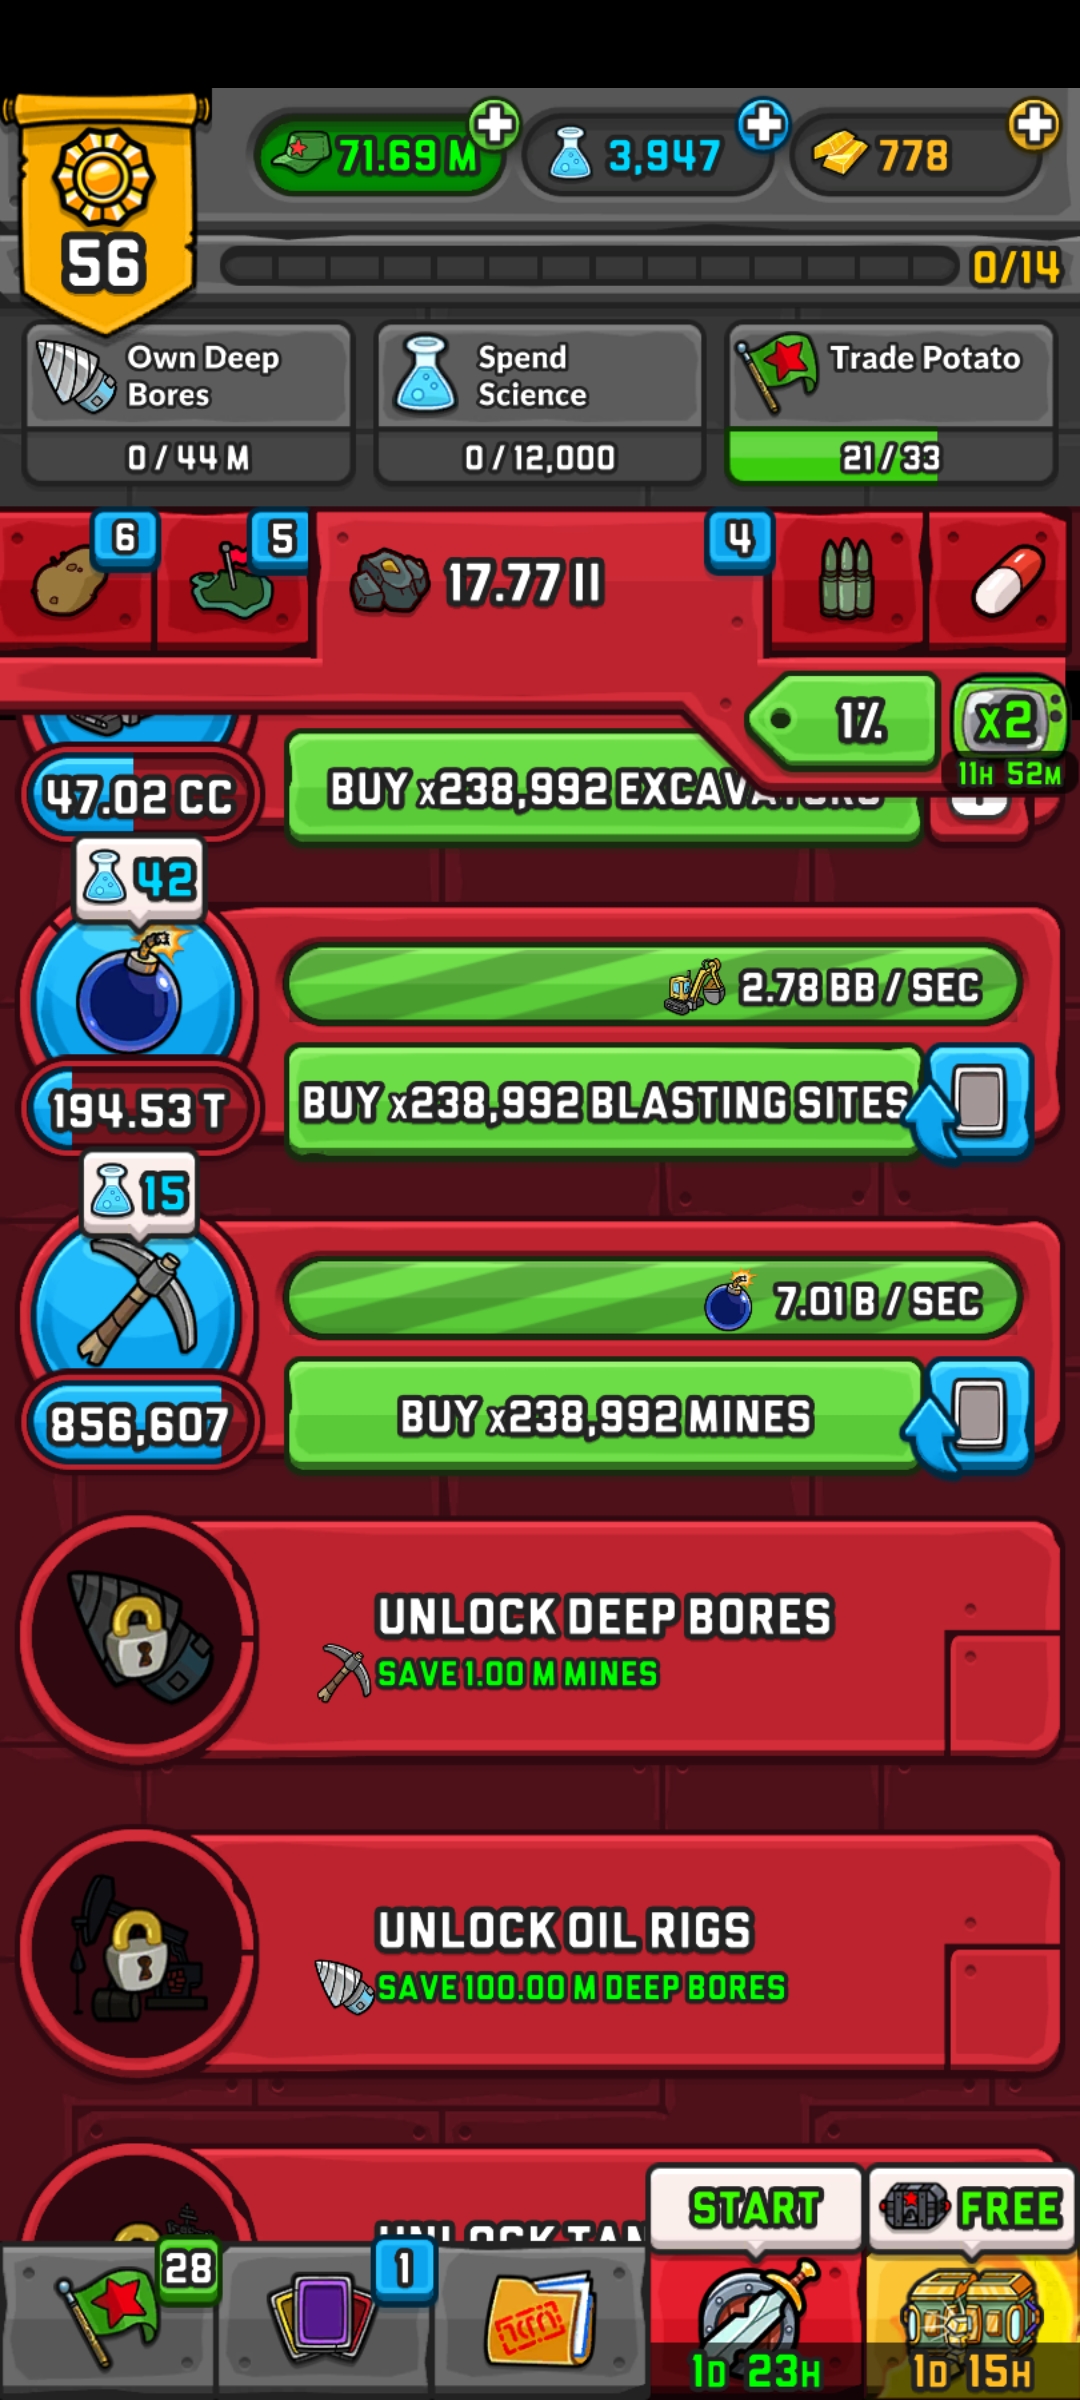 71.69 M
3,947
778
56
0/14
Own Deep
Bores
0 / 44 M
Spend
Science
0 / 12,000
Trade Potato
21 / 33
6
5
17.77 II
4
1%
x2
11H 52M
47.02 CC
BUY x238,992 EXCAVATORS
42
2.78 BB / SEC
194.53 T
BUY x238,992 BLASTING SITES
15
7.01 B / SEC
856,607
BUY x238,992 MINES
UNLOCK DEEP BORES
SAVE 1.00 M MINES
UNLOCK OIL RIGS
SAVE 100.00 M DEEP BORES
UNLOCK TAN
START
FREE
28
1
1D 23H
1D 15H